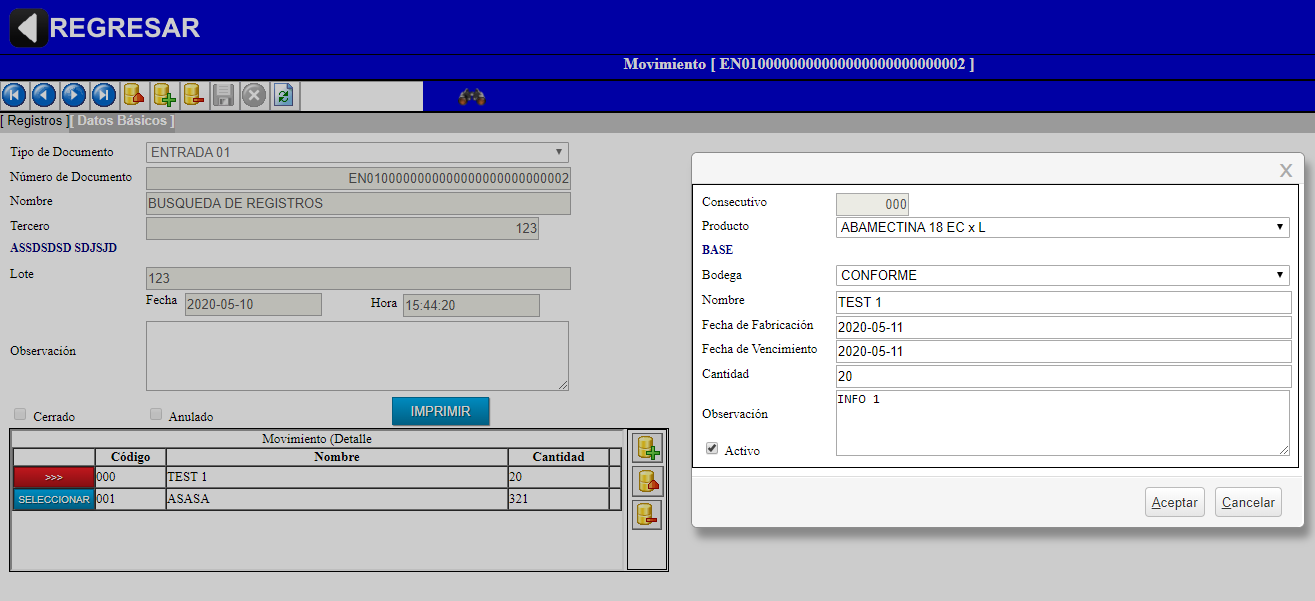 REGRESAR
Movimiento [ EN0100000000000000000000000002 ]
[ Registros ][ Datos Básicos ]
Tipo de Documento ENTRADA 01
Número de Documento EN0100000000000000000000000002
Nombre BUSQUEDA DE REGISTROS
Tercero 123
ASSDSDSD SDJSJD
Lote 123
Fecha 2020-05-10 Hora 15:44:20
Observación
Cerrado Anulado IMPRIMIR
Movimiento (Detalle
Código Nombre Cantidad
>>> 000 TEST 1 20
SELECCIONAR 001 ASASA 321
X
Consecutivo 000
Producto ABAMECTINA 18 EC x L
BASE
Bodega CONFORME
Nombre TEST 1
Fecha de Fabricación 2020-05-11
Fecha de Vencimiento 2020-05-11
Cantidad 20
Observación INFO 1
Activo
Aceptar Cancelar